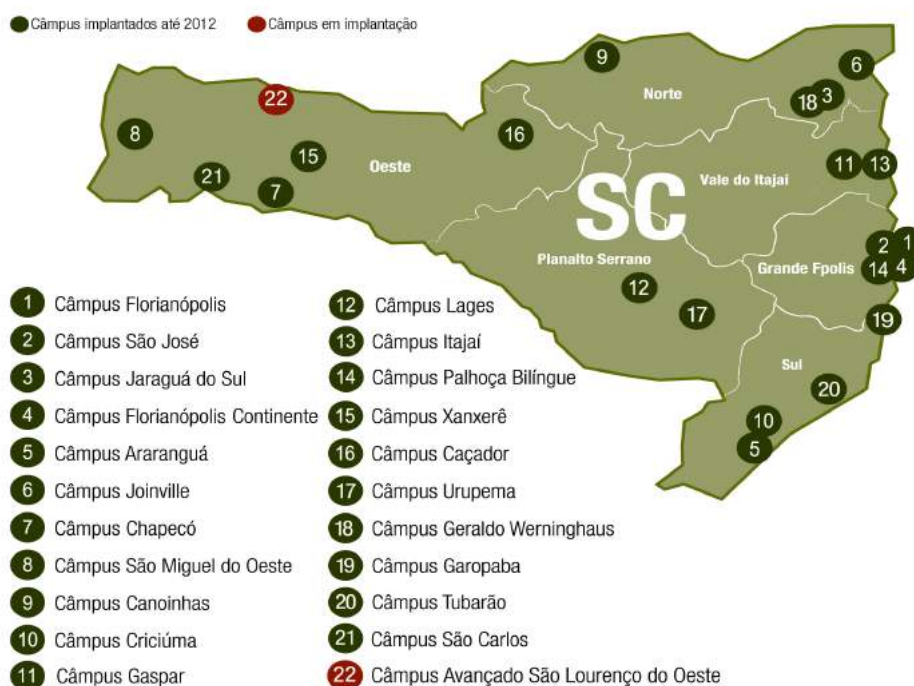 Câmpus implantados até 2012
Câmpus em implantação
9
6
Norte
22
18
3
8
16
15
Oeste
11
13
21
7
Vale do Itajaí
SC
Planalto Serrano
Grande Fpolis
2
1
14
4
12
17
19
Sul
20
10
5
1 Câmpus Florianópolis
2 Câmpus São José
3 Câmpus Jaraguá do Sul
4 Câmpus Florianópolis Continente
5 Câmpus Araranguá
6 Câmpus Joinville
7 Câmpus Chapecó
8 Câmpus São Miguel do Oeste
9 Câmpus Canoinhas
10 Câmpus Criciúma
11 Câmpus Gaspar
12 Câmpus Lages
13 Câmpus Itajaí
14 Câmpus Palhoça Bilíngue
15 Câmpus Xanxerê
16 Câmpus Caçador
17 Câmpus Urupema
18 Câmpus Geraldo Werninghaus
19 Câmpus Garopaba
20 Câmpus Tubarão
21 Câmpus São Carlos
22 Câmpus Avançado São Lourenço do Oeste